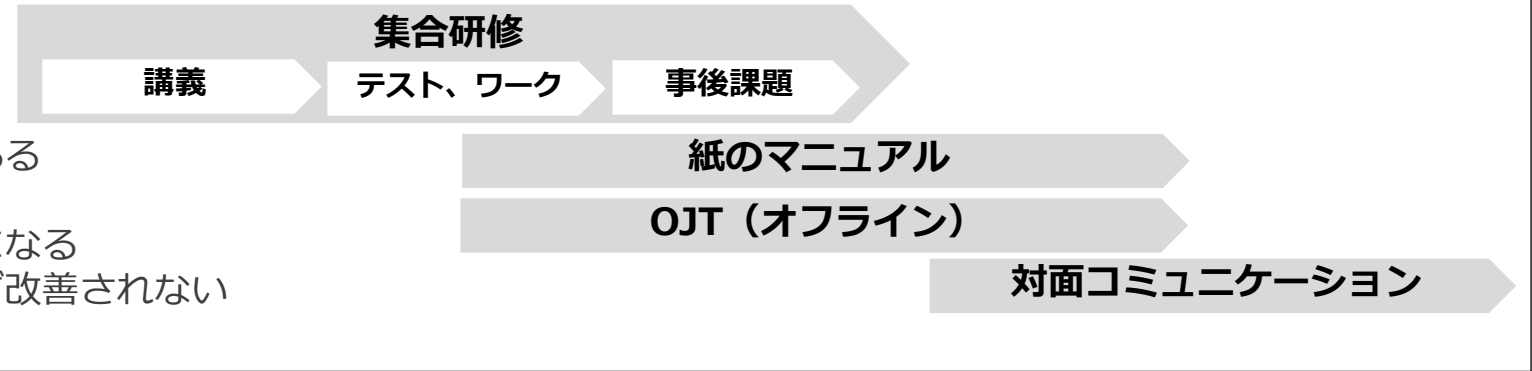 集合研修
講義
テスト、ワーク
事後課題
る
紙のマニュアル
OJT（オフライン）
なる
改善されない
対面コミュニケーション